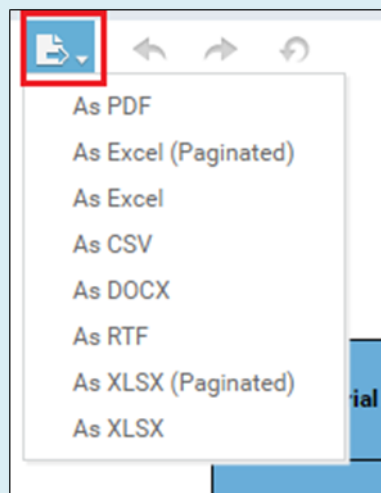 As PDF
As Excel (Paginated)
As Excel
As CSV
As DOCX
As RTF
As XLSX (Paginated)
As XLSX